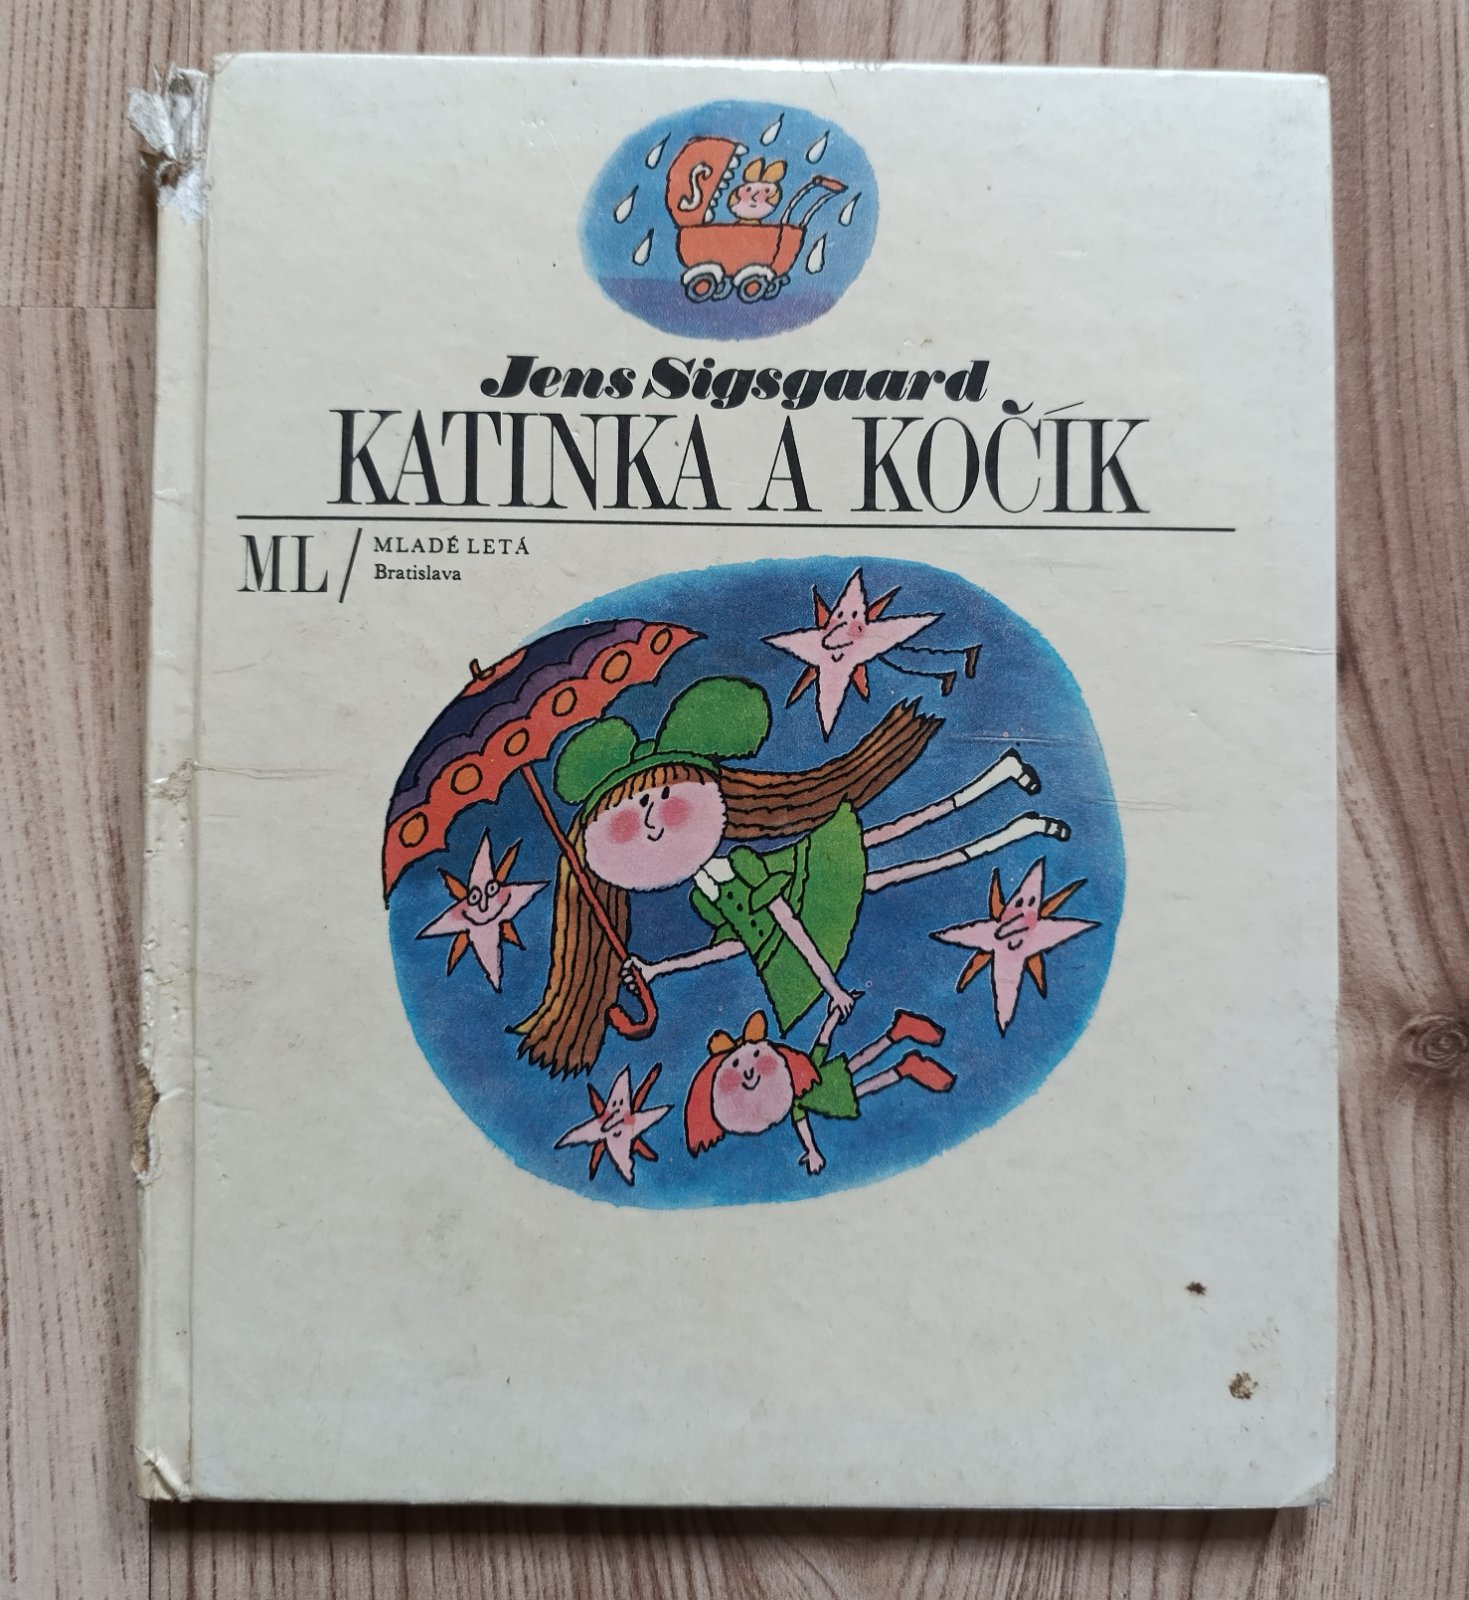 S
Jens Sigsgaard
KATINKA A KOČÍK
ML/
MLADÉ LETÁ
Bratislava